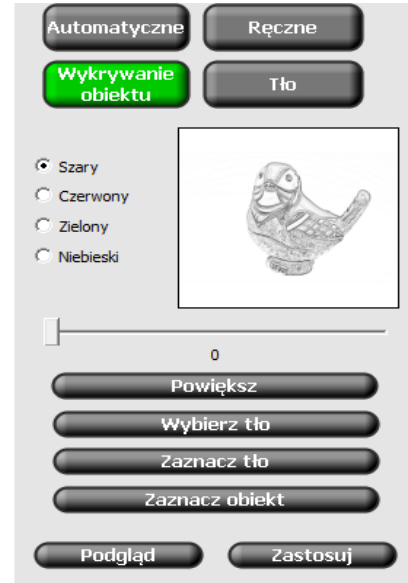 Automatyczne
Ręczne
Wykrywanie
obiektu
Tło
Szary
Czerwony
Zielony
Niebieski
0
Powiększ
Wybierz tło
Zaznacz tło
Zaznacz obiekt
Podgląd
Zastosuj